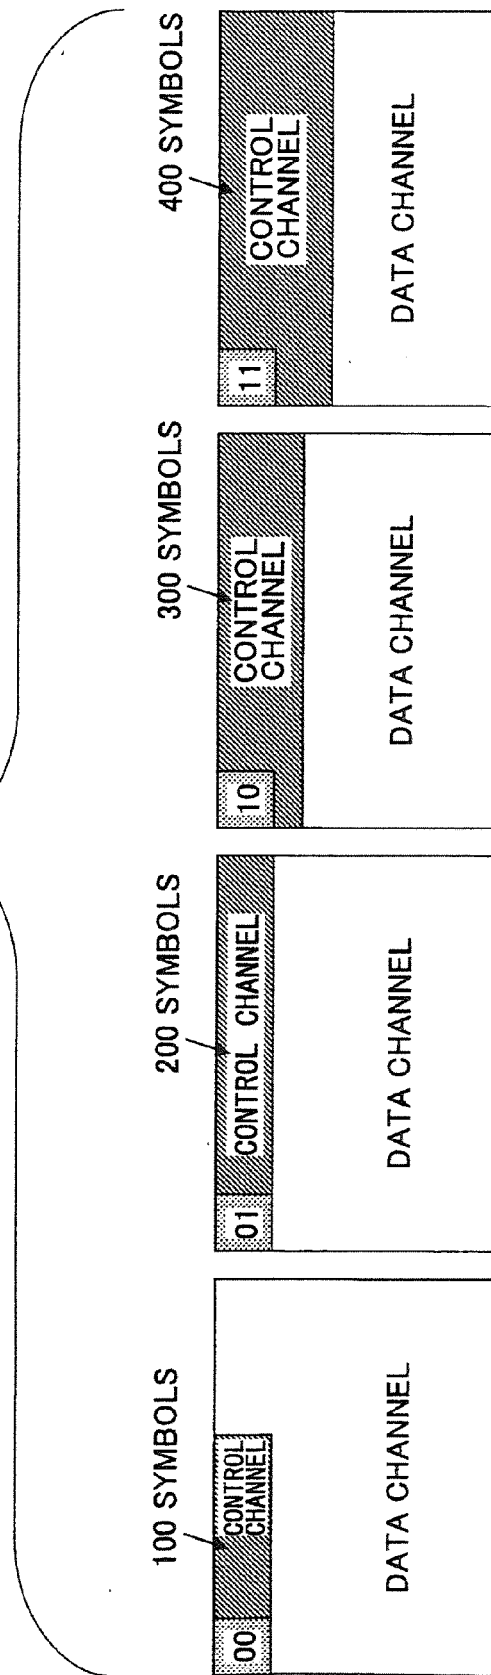 100 SYMBOLS
00
CONTROL
CHANNEL
DATA CHANNEL
200 SYMBOLS
01
CONTROL CHANNEL
DATA CHANNEL
300 SYMBOLS
10
CONTROL
CHANNEL
DATA CHANNEL
400 SYMBOLS
11
CONTROL
CHANNEL
DATA CHANNEL